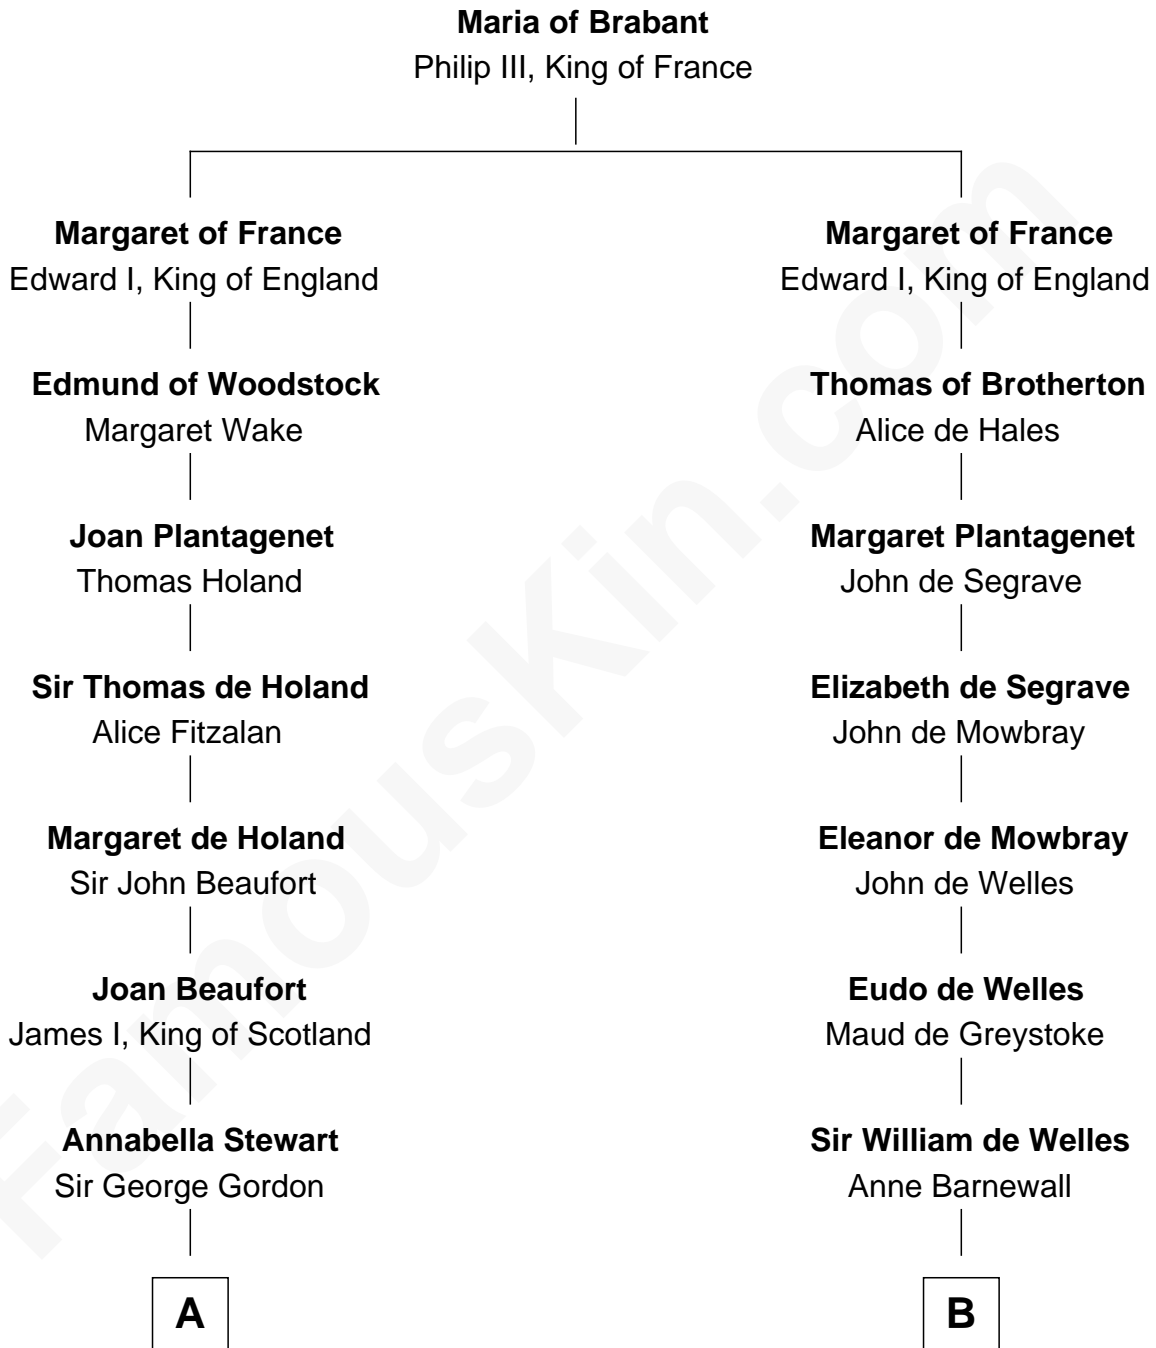 Maria of Brabant
Philip III, King of France
Margaret of France
Edward I, King of England
Margaret of France
Edward I, King of England
Edmund of Woodstock
Margaret Wake
Thomas of Brotherton
Alice de Hales
Joan Plantagenet
Thomas Holand
Margaret Plantagenet
John de Segrave
Sir Thomas de Holand
Alice Fitzalan
Elizabeth de Segrave
John de Mowbray
Margaret de Holand
Sir John Beaufort
Eleanor de Mowbray
John de Welles
Joan Beaufort
James I, King of Scotland
Eudo de Welles
Maud de Greystoke
Annabella Stewart
Sir George Gordon
Sir William de Welles
Anne Barnewall
A
B
FamousKin.com